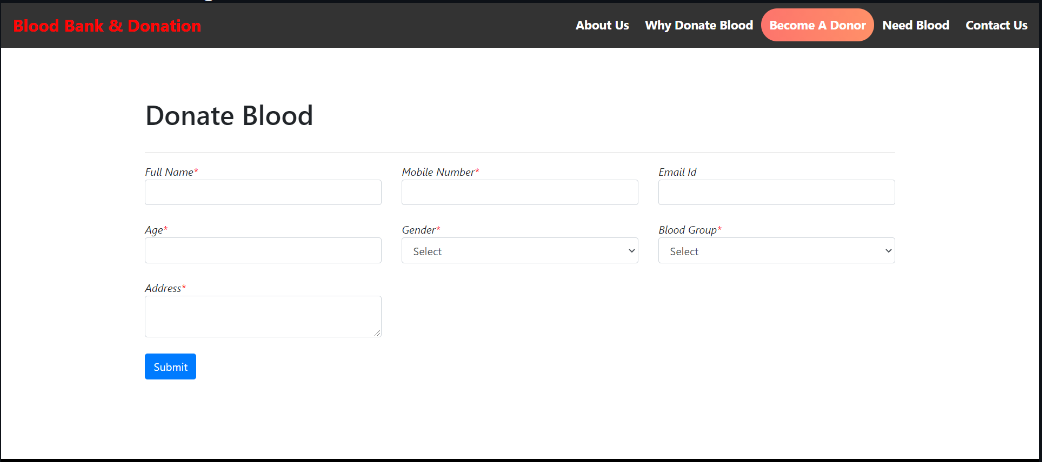 Blood Bank & Donation
About Us Why Donate Blood Become A Donor Need Blood Contact Us
Donate Blood
Full Name* Mobile Number* Email Id
Age* Gender* Blood Group*
Select Select
Address*
Submit